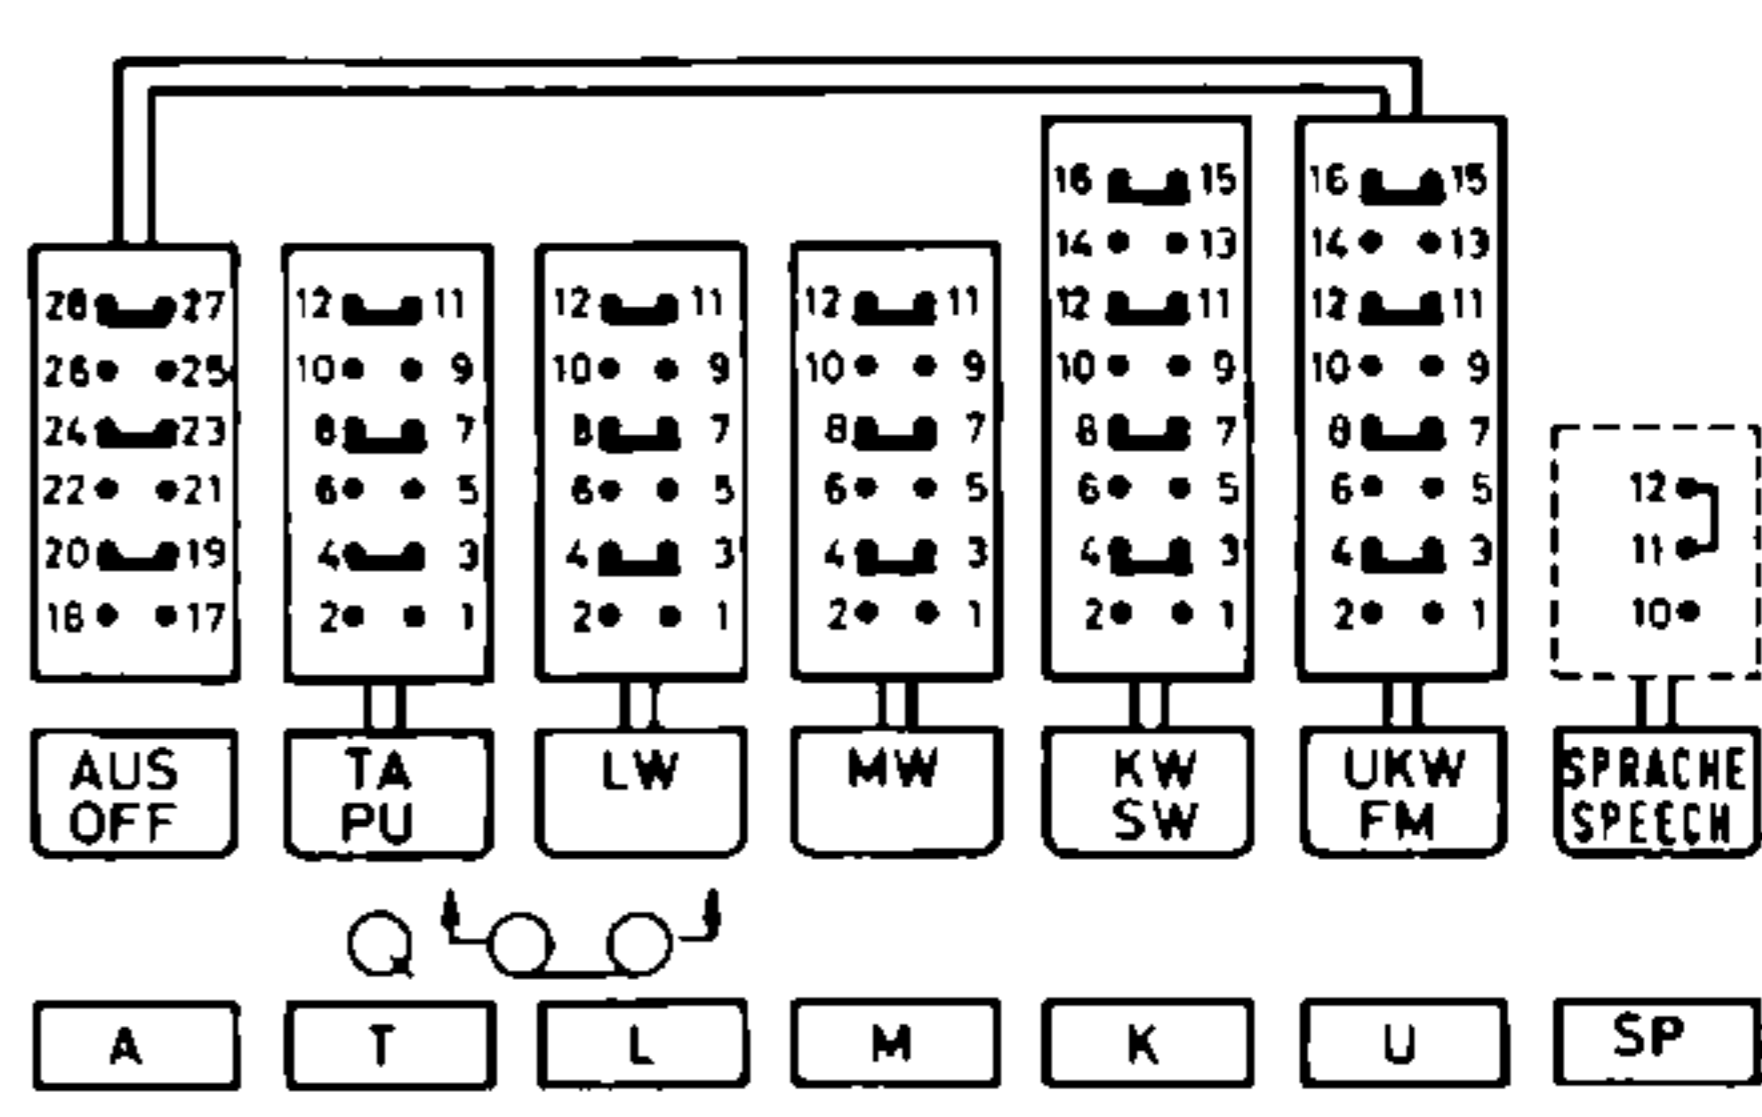 16 15 16 15
14 13 14 13
28 27 12 11 12 11 12 11 12 11 12 11
26 25 10 9 10 9 10 9 10 9 10 9
24 23 8 7 8 7 8 7 8 7 8 7
22 21 6 5 6 5 6 5 6 5 6 5 12
20 19 4 3 4 3 4 3 4 3 4 3 11
18 17 2 1 2 1 2 1 2 1 2 1 10
AUS TA LW MW KW UKW SPRACHE
OFF PU SW FM SPEECH
A T L M K U SP